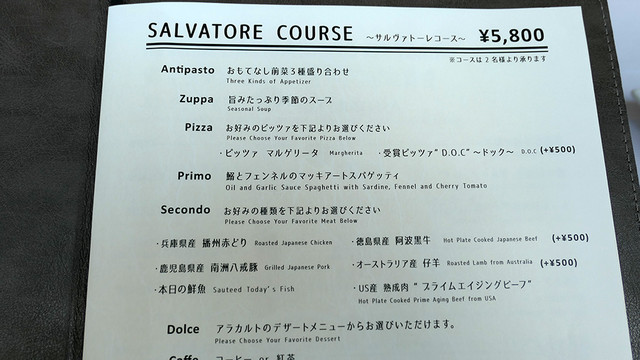 SALVATORE COURSE ～サルヴァトーレコース～ ¥5,800
※コースは2名様より承ります
Antipasto おもてなし前菜3種盛り合わせ
Three Kinds of Appetizer
Zuppa 旨みたっぷり季節のスープ
Seasonal Soup
Pizza お好みのピッツァを下記よりお選びください
Please Choose Your Favorite Pizza Below
・ピッツァ マルゲリータ Margherita ・受賞ピッツァ"D.O.C"～ドック～ D.O.C (+¥500)
Primo 鰯とフェンネルのマッキアートスパゲッティ
Oil and Garlic Sauce Spaghetti with Sardine, Fennel and Cherry Tomato
Secondo お好みの種類を下記よりお選びください
Please Choose Your Favorite Meat Below
・兵庫県産 播州赤どり Roasted Japanese Chicken ・徳島県産 阿波黒牛 Hot Plate Cooked Japanese Beef (+¥500)
・鹿児島県産 南洲八戒豚 Grilled Japanese Pork ・オーストラリア産 仔羊 Roasted Lamb from Australia (+¥500)
・本日の鮮魚 Sauteed Today's Fish ・US産 熟成肉 "プライムエイジングビーフ"
Hot Plate Cooked Prime Aging Beef from USA
Dolce アラカルトのデザートメニューからお選びいただけます。
Please Choose Your Favorite Dessert
Caffe コーヒー or 紅茶